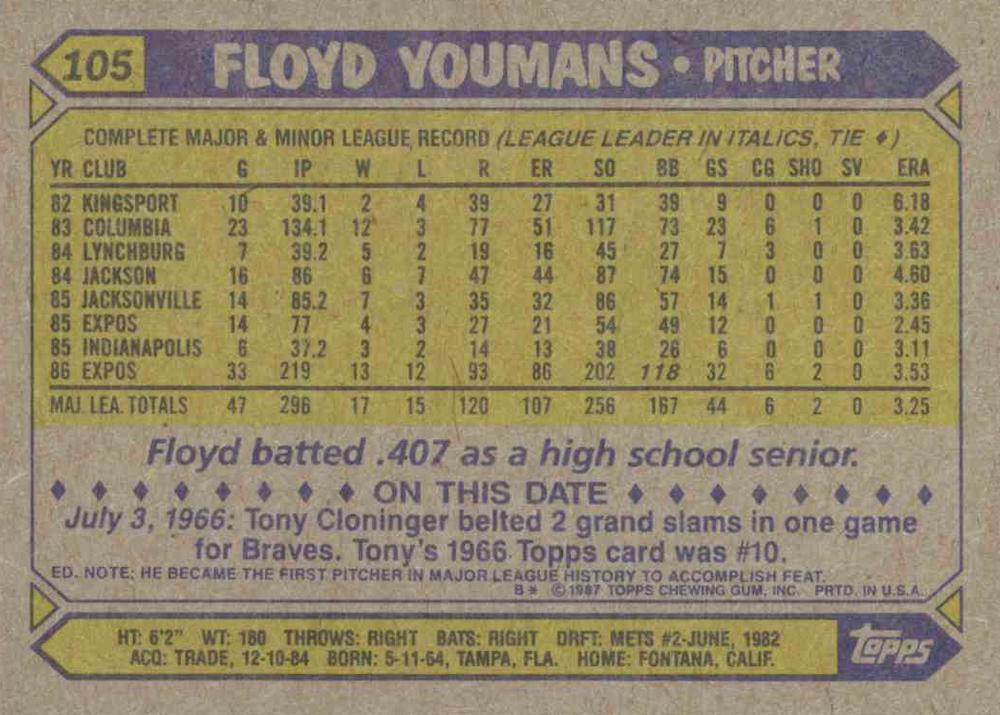 105 FLOYD YOUMANS • PITCHER
COMPLETE MAJOR & MINOR LEAGUE RECORD (LEAGUE LEADER IN ITALICS, TIE ♦)
YR CLUB G IP W L R ER SO BB GS CG SHO SV ERA
82 KINGSPORT 10 39.1 2 4 39 27 31 39 9 0 0 0 6.18
83 COLUMBIA 23 134.1 12 3 77 51 117 73 23 6 1 0 3.42
84 LYNCHBURG 7 39.2 5 2 19 16 45 27 7 3 0 0 3.63
84 JACKSON 16 86 6 7 47 44 87 74 15 0 0 0 4.60
85 JACKSONVILLE 14 85.2 7 3 35 32 86 57 14 1 1 0 3.36
85 EXPOS 14 77 4 3 27 21 54 49 12 0 0 0 2.45
85 INDIANAPOLIS 6 37.2 3 2 14 13 38 26 6 0 0 0 3.11
86 EXPOS 33 219 13 12 93 86 202 118 32 6 2 0 3.53
MAJ. LEA. TOTALS 47 296 17 15 120 107 256 167 44 6 2 0 3.25
Floyd batted .407 as a high school senior.
♦ ♦ ♦ ♦ ♦ ♦ ♦ ♦ ON THIS DATE ♦ ♦ ♦ ♦ ♦ ♦ ♦ ♦
July 3, 1966: Tony Cloninger belted 2 grand slams in one game
for Braves. Tony's 1966 Topps card was #10.
ED. NOTE: HE BECAME THE FIRST PITCHER IN MAJOR LEAGUE HISTORY TO ACCOMPLISH FEAT.
B* © 1987 TOPPS CHEWING GUM, INC. PRTD. IN U.S.A.
HT: 6'2" WT: 180 THROWS: RIGHT BATS: RIGHT DRFT: METS #2-JUNE, 1982
ACQ: TRADE, 12-10-84 BORN: 5-11-64, TAMPA, FLA. HOME: FONTANA, CALIF.
TOPPS